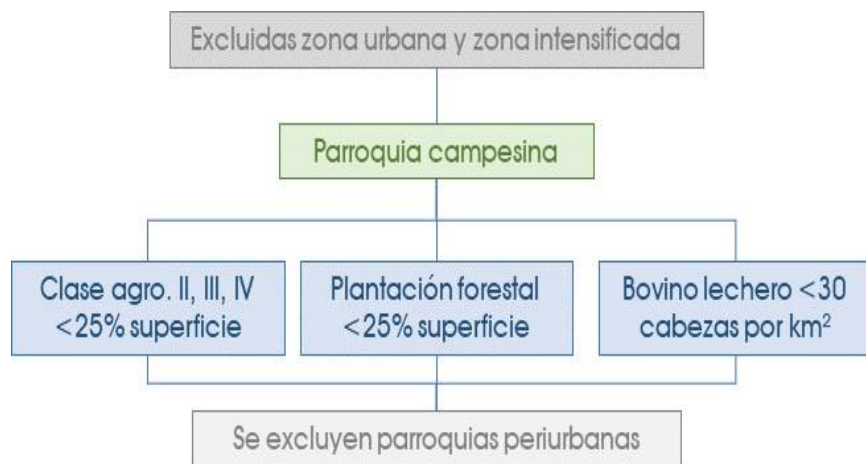 Excluidas zona urbana y zona intensificada
Parroquia campesina
Clase agro. II, III, IV
<25% superficie
Plantación forestal
<25% superficie
Bovino lechero <30
cabezas por km²
Se excluyen parroquias periurbanas